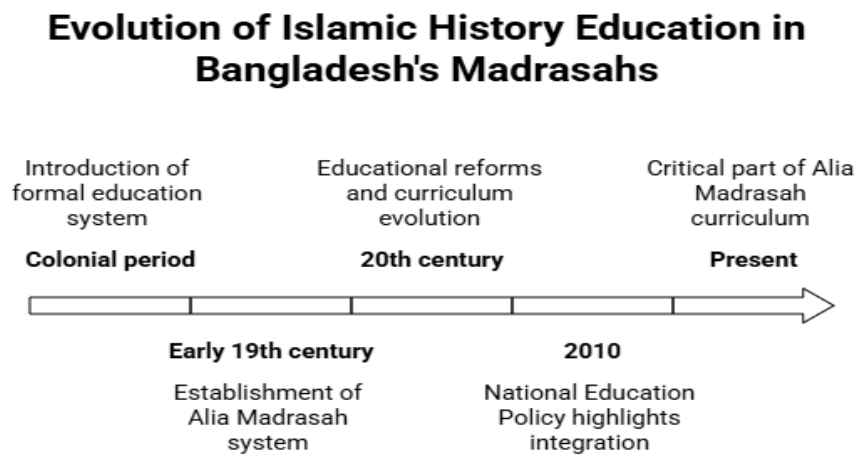 Evolution of Islamic History Education in
Bangladesh's Madrasahs
Introduction of
formal education
system
Colonial period
Educational reforms
and curriculum
evolution
20th century
Critical part of Alia
Madrasah
curriculum
Present
Early 19th century
Establishment of
Alia Madrasah
system
2010
National Education
Policy highlights
integration